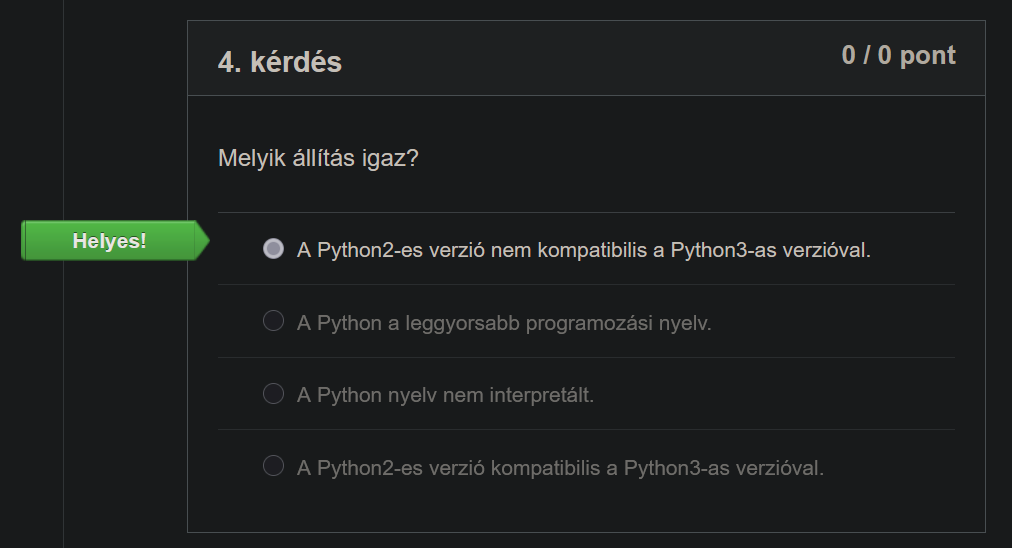 4. kérdés
0 / 0 pont
Melyik állítás igaz?
Helyes!
A Python2-es verzió nem kompatibilis a Python3-as verzióval.
A Python a leggyorsabb programozási nyelv.
A Python nyelv nem interpretált.
A Python2-es verzió kompatibilis a Python3-as verzióval.